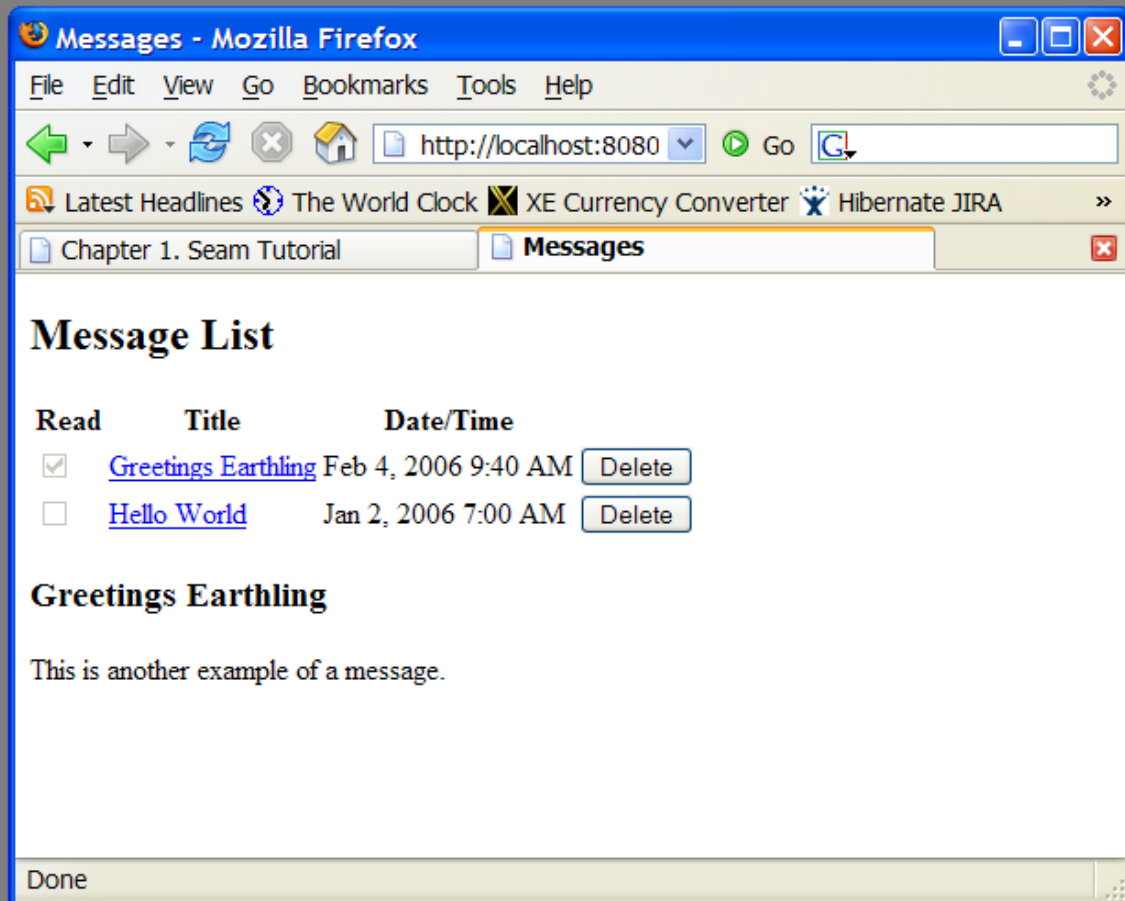 Messages - Mozilla Firefox
File Edit View Go Bookmarks Tools Help
http://localhost:8080 Go G
Latest Headlines The World Clock XE Currency Converter Hibernate JIRA »
Chapter 1. Seam Tutorial Messages
Message List
Read Title Date/Time
Greetings Earthling Feb 4, 2006 9:40 AM Delete
Hello World Jan 2, 2006 7:00 AM Delete
Greetings Earthling
This is another example of a message.
Done